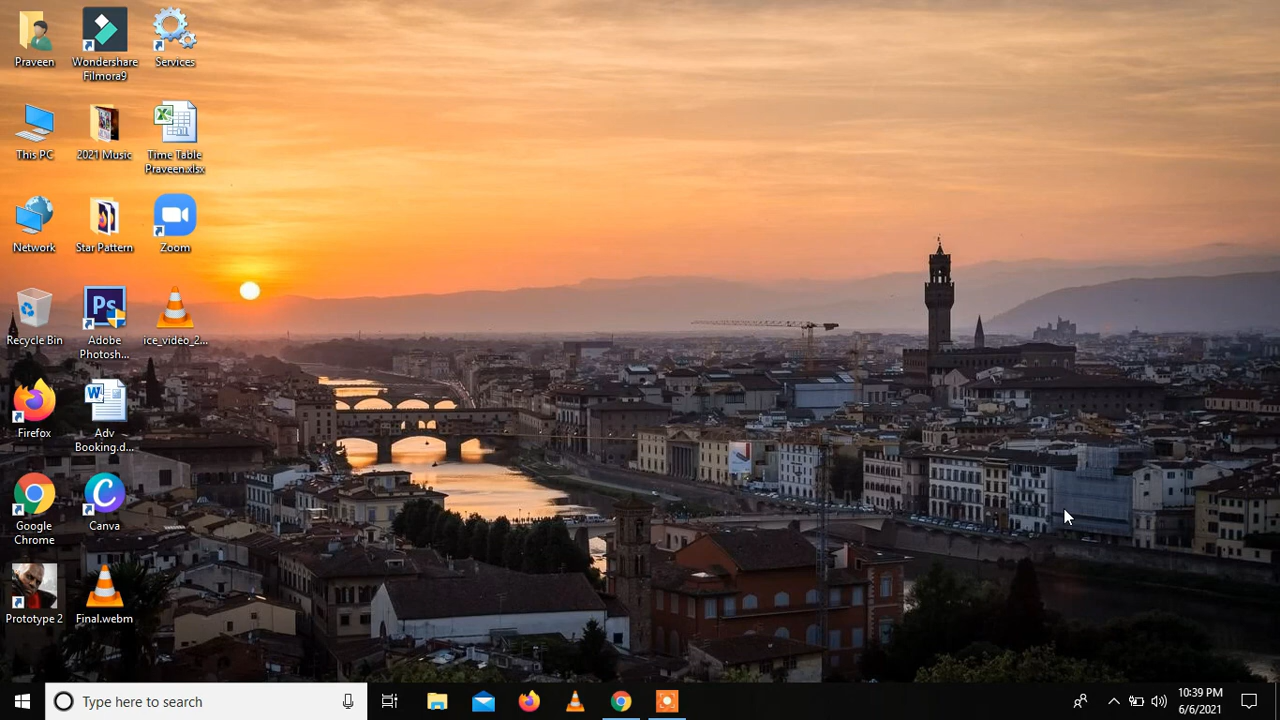 Praveen
Wondershare
Filmora9
Services
This PC
2021 Music
Time Table
Praveen.xlsx
Network
Star Pattern
Zoom
Ps
Recycle Bin
Adobe
Photosh...
ice_video_2...
Firefox
Adv
Booking.d...
Google
Chrome
Canva
Prototype 2
Final.webm
Type here to search
10:39 PM
6/6/2021